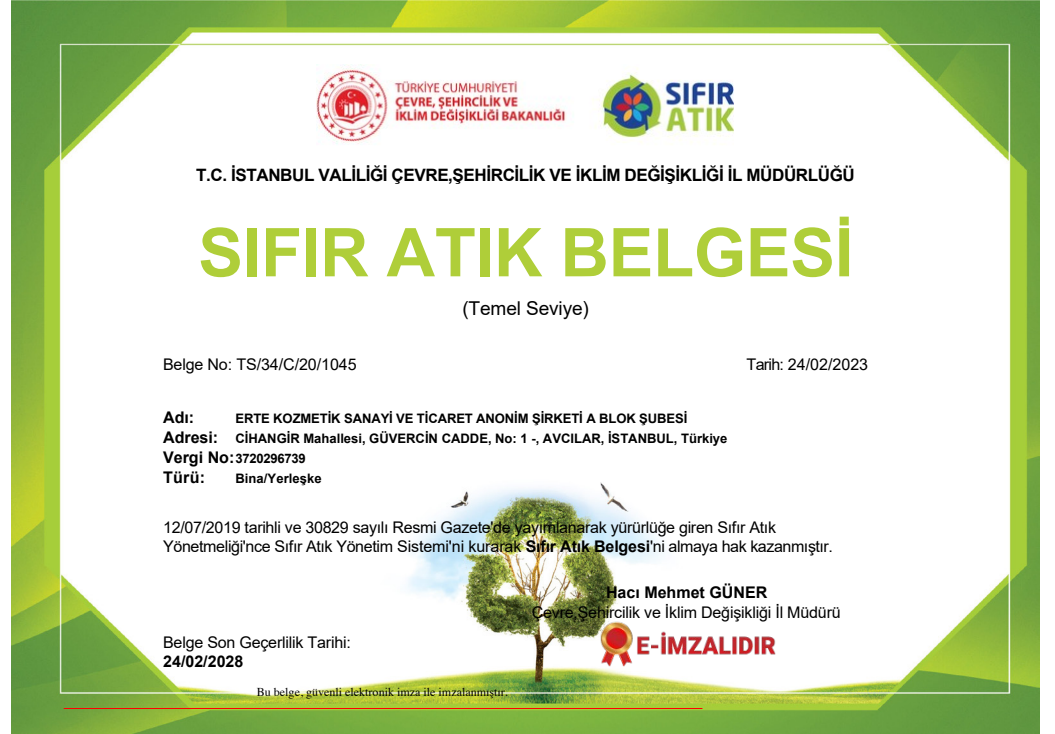 TÜRKİYE CUMHURİYETİ
ÇEVRE, ŞEHİRCİLİK VE
İKLİM DEĞİŞİKLİĞİ BAKANLIĞI
SIFIR
ATIK
T.C. İSTANBUL VALİLİĞİ ÇEVRE,ŞEHİRCİLİK VE İKLİM DEĞİŞİKLİĞİ İL MÜDÜRLÜĞÜ
SIFIR ATIK BELGESİ
(Temel Seviye)
Belge No: TS/34/C/20/1045 Tarih: 24/02/2023
Adı: ERTE KOZMETİK SANAYİ VE TİCARET ANONİM ŞİRKETİ A BLOK ŞUBESİ
Adresi: CİHANGİR Mahallesi, GÜVERCİN CADDE, No: 1 -, AVCILAR, İSTANBUL, Türkiye
Vergi No: 3720296739
Türü: Bina/Yerleşke
12/07/2019 tarihli ve 30829 sayılı Resmi Gazete'de yayımlanarak yürürlüğe giren Sıfır Atık
Yönetmeliği'nce Sıfır Atık Yönetim Sistemi'ni kurarak Sıfır Atık Belgesi'ni almaya hak kazanmıştır.
Hacı Mehmet GÜNER
Çevre,Şehircilik ve İklim Değişikliği İl Müdürü
E-İMZALIDIR
Belge Son Geçerlilik Tarihi:
24/02/2028
Bu belge, güvenli elektronik imza ile imzalanmıştır.